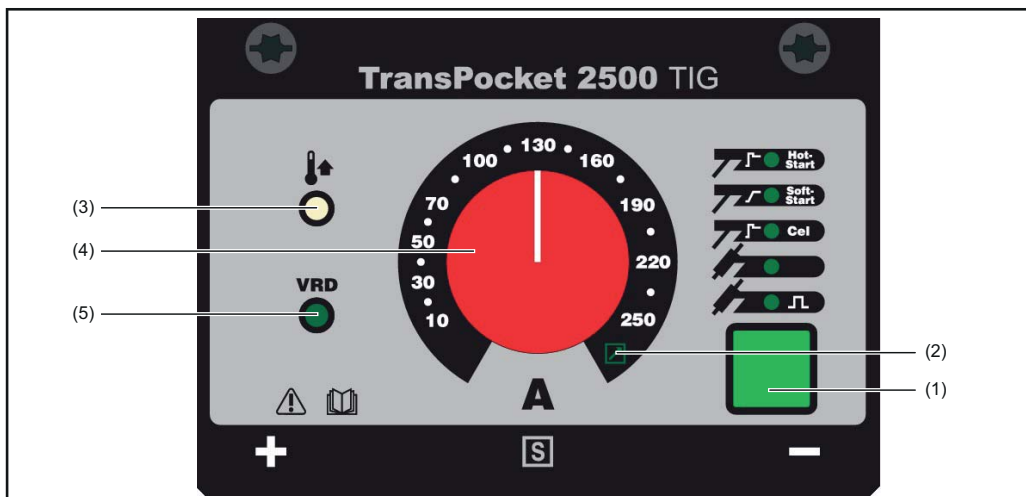 TransPocket 2500 TIG
10
30
50
70
100
130
160
190
220
250
A
Hot-
Start
Soft-
Start
Cel
VRD
(3)
(4)
(5)
(2)
(1)
+
S
−